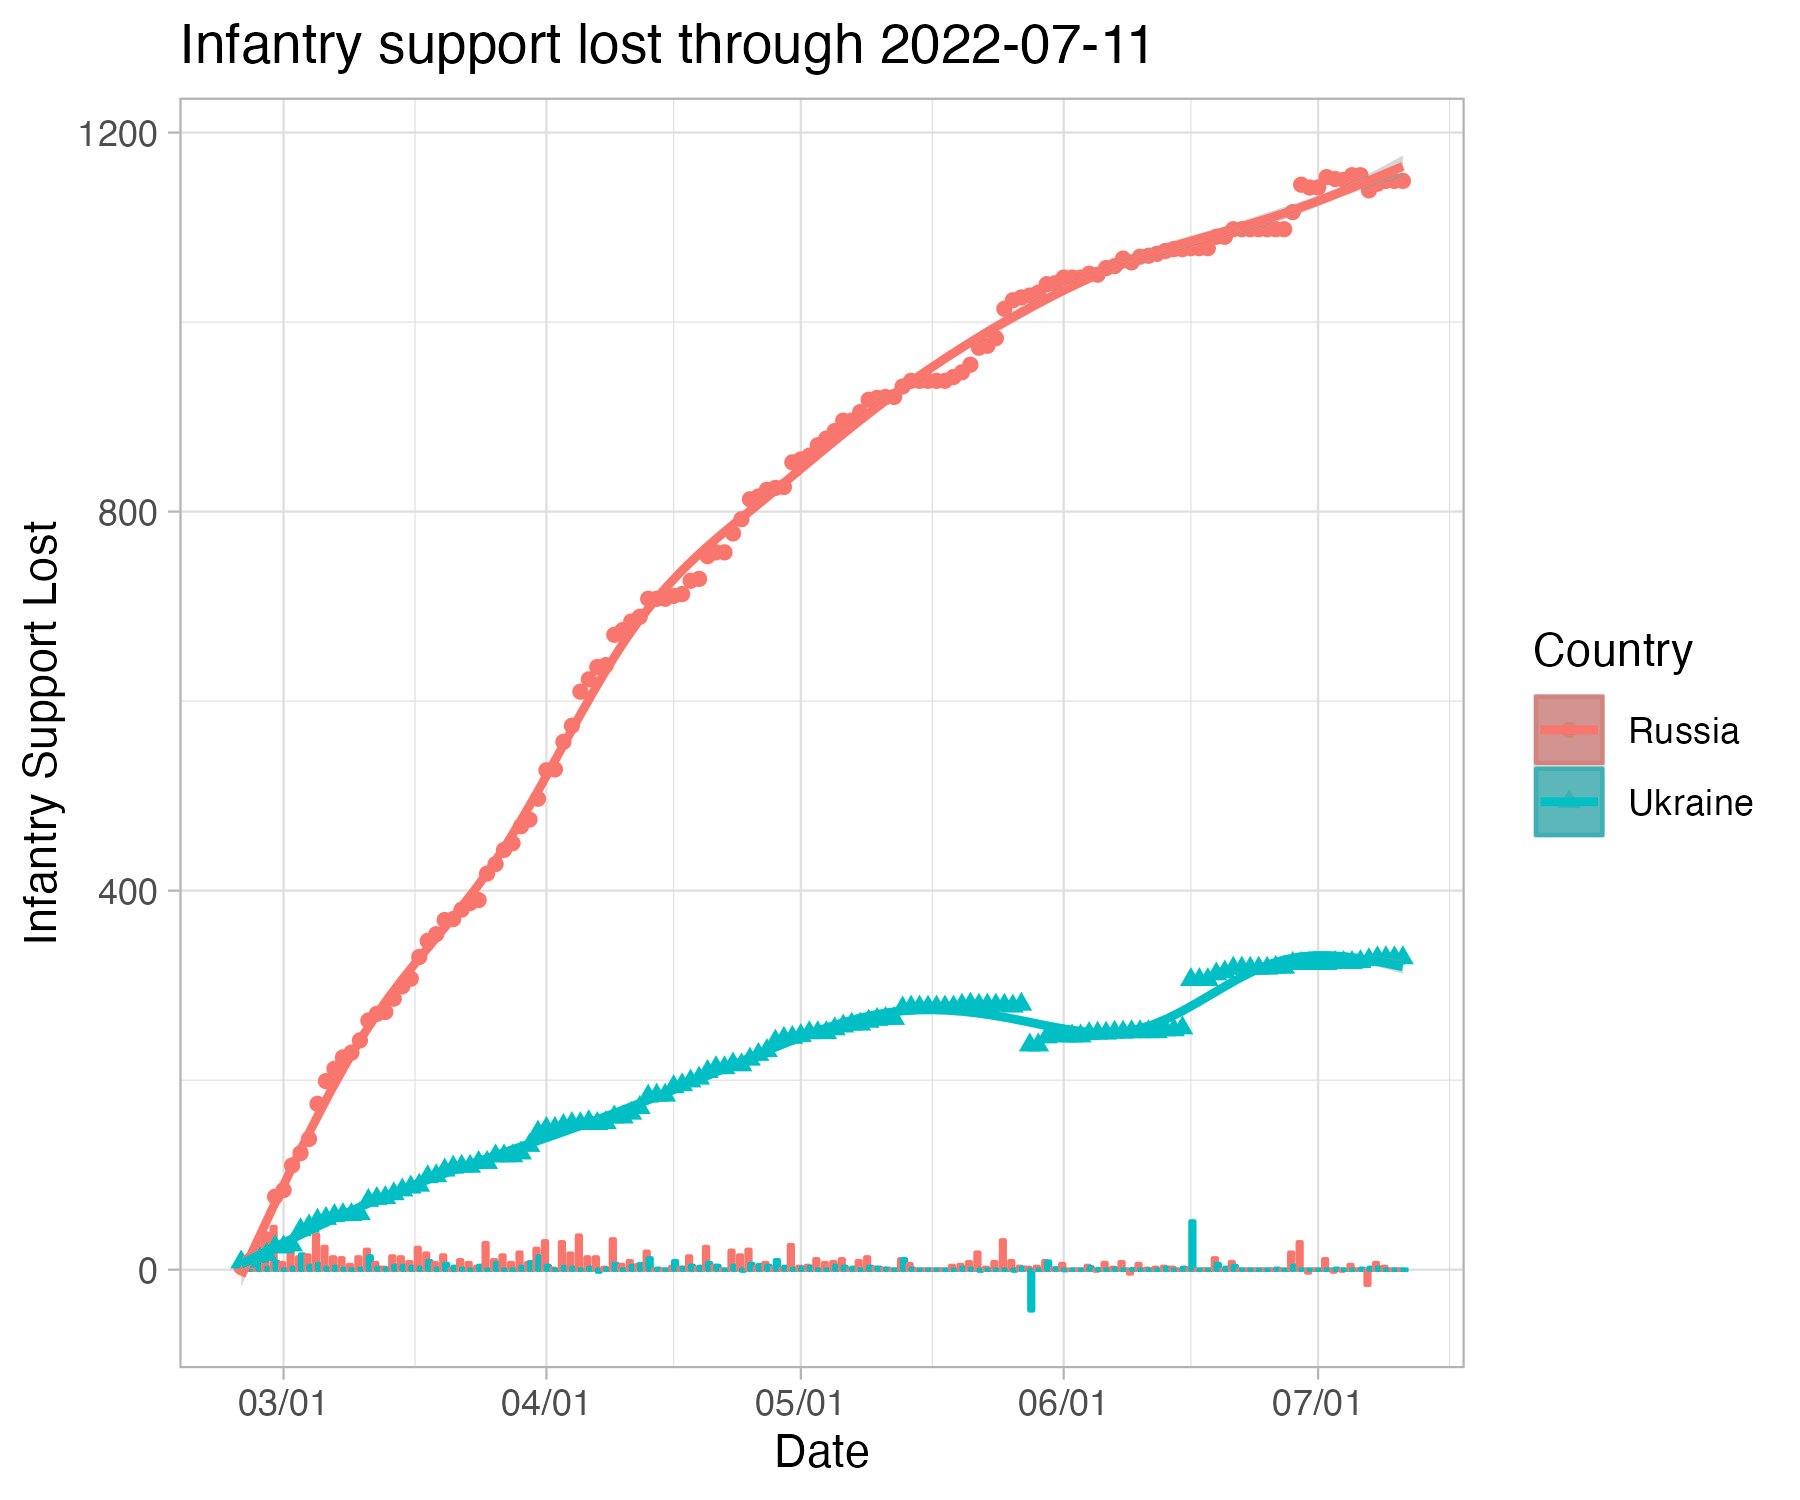 Infantry support lost through 2022-07-11
1200
800
400
0
Infantry Support Lost
03/01
04/01
05/01
06/01
07/01
Date
Country
Russia
Ukraine